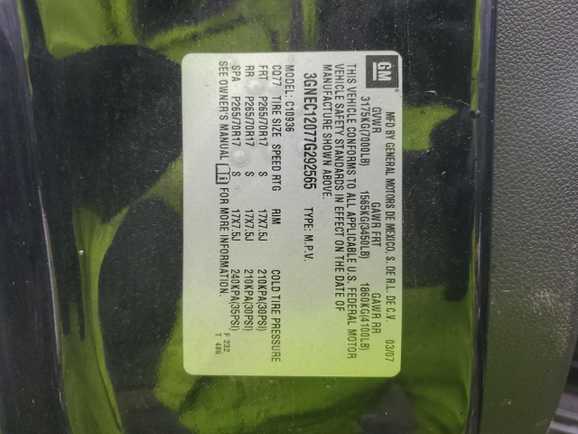 GM
MFD BY GENERAL MOTORS DE MEXICO, S. DE R.L. DE C.V. 03/07
GVWR GAWR FRT GAWR RR
3175KG(7000LB) 1565KG(3450LB) 1860KG(4100LB)
THIS VEHICLE CONFORMS TO ALL APPLICABLE U.S. FEDERAL MOTOR
VEHICLE SAFETY STANDARDS IN EFFECT ON THE DATE OF
MANUFACTURE SHOWN ABOVE.
3GNEC12077G292565 TYPE: M.P.V.
MODEL: C10936
CQ77 TIRE SIZE SPEED RTG RIM COLD TIRE PRESSURE
FRT P265/70R17 S 17X7.5J 210KPA(30PSI)
RR P265/70R17 S 17X7.5J 210KPA(30PSI)
SPA P265/70R17 S 17X7.5J 240KPA(35PSI)
SEE OWNER'S MANUAL FOR MORE INFORMATION.
F 232
T 486